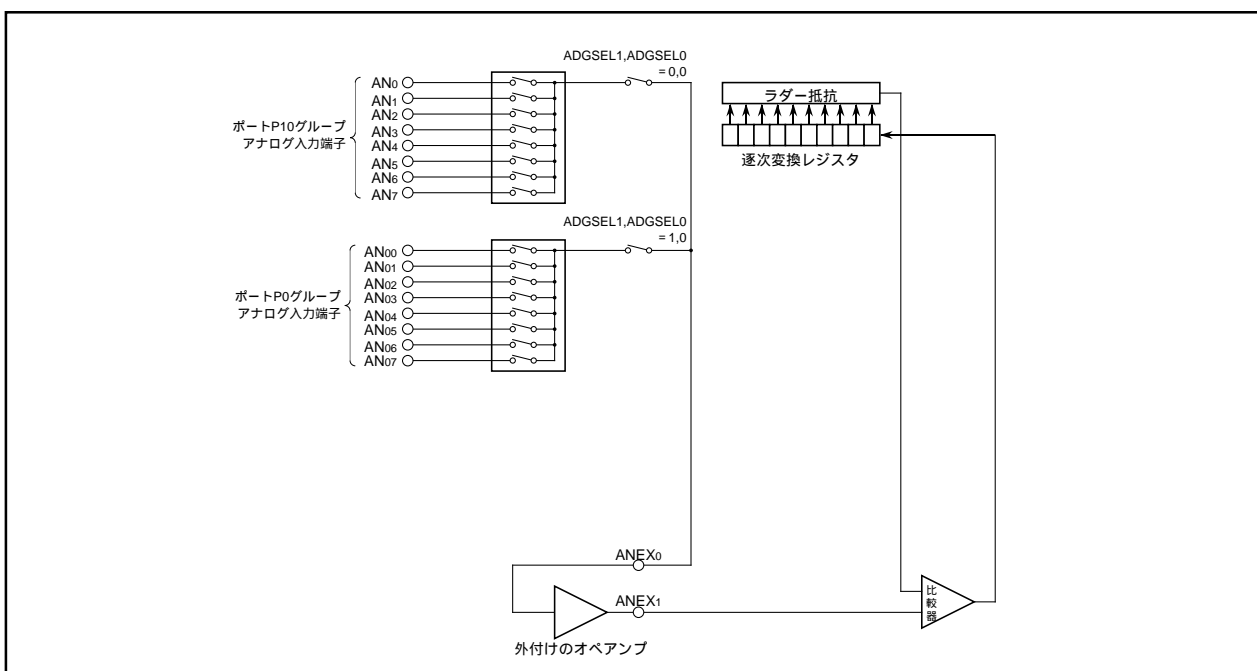 ADGSEL1,ADGSEL0
= 0,0
AN0
AN1
AN2
AN3
AN4
AN5
AN6
AN7
ポートP10グループ
アナログ入力端子
ラダー抵抗
逐次変換レジスタ
ADGSEL1,ADGSEL0
= 1,0
AN00
AN01
AN02
AN03
AN04
AN05
AN06
AN07
ポートP0グループ
アナログ入力端子
ANEX0
ANEX1
外付けのオペアンプ
比較器